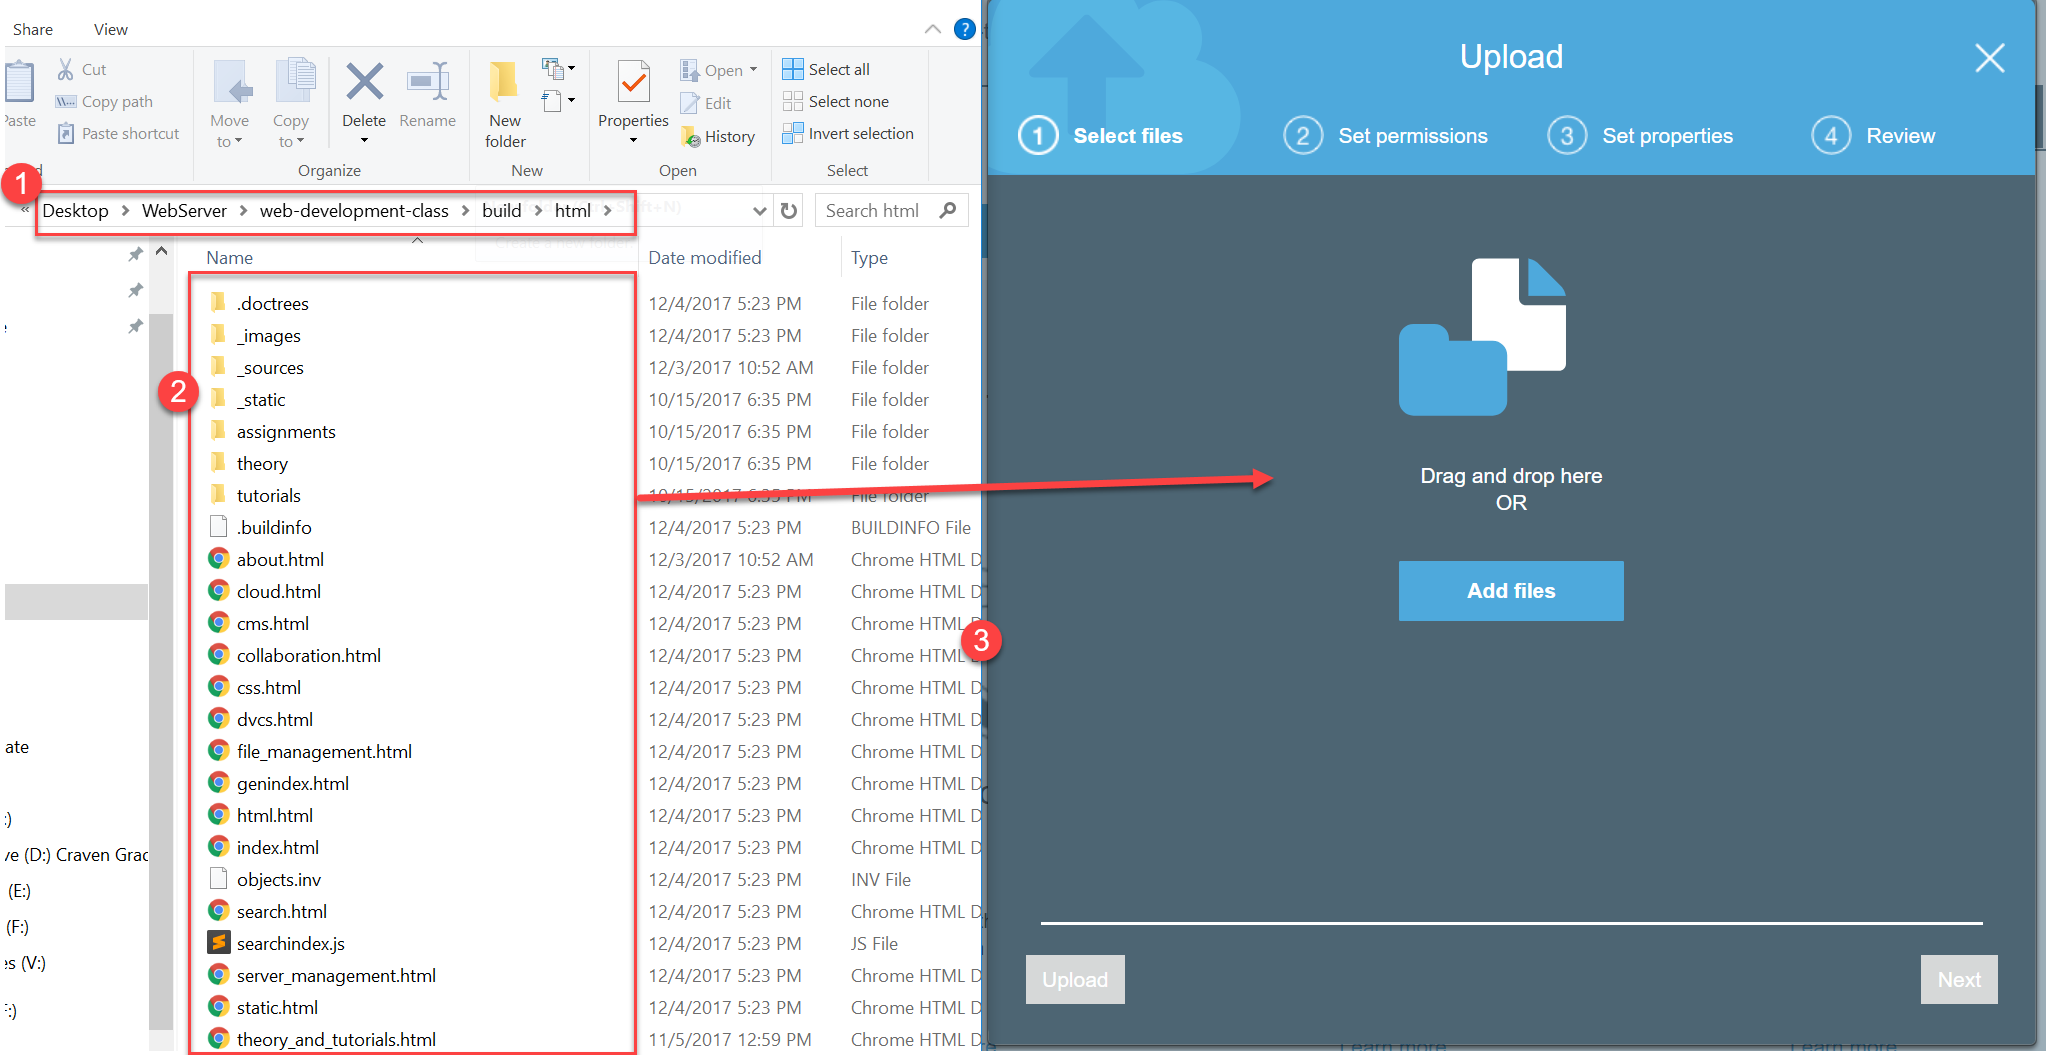 Share View
?
Cut
Copy path
Paste shortcut
Paste
Move to
Copy to
Delete
Rename
New folder
Properties
Open
Edit
History
Select all
Select none
Invert selection
Organize
New
Open
Select
1
« Desktop > WebServer > web-development-class > build > html >
Search html
Name Date modified Type
.doctrees 12/4/2017 5:23 PM File folder
_images 12/4/2017 5:23 PM File folder
_sources 12/3/2017 10:52 AM File folder
2
_static 10/15/2017 6:35 PM File folder
assignments 10/15/2017 6:35 PM File folder
theory 10/15/2017 6:35 PM File folder
tutorials 10/15/2017 6:35 PM File folder
.buildinfo 12/4/2017 5:23 PM BUILDINFO File
about.html 12/3/2017 10:52 AM Chrome HTML D
cloud.html 12/4/2017 5:23 PM Chrome HTML D
cms.html 12/4/2017 5:23 PM Chrome HTML D
collaboration.html 12/4/2017 5:23 PM Chrome HTML
3
css.html 12/4/2017 5:23 PM Chrome HTML D
dvcs.html 12/4/2017 5:23 PM Chrome HTML D
file_management.html 12/4/2017 5:23 PM Chrome HTML D
genindex.html 12/4/2017 5:23 PM Chrome HTML D
html.html 12/4/2017 5:23 PM Chrome HTML D
index.html 12/4/2017 5:23 PM Chrome HTML D
objects.inv 12/4/2017 5:23 PM INV File
search.html 12/4/2017 5:23 PM Chrome HTML D
searchindex.js 12/4/2017 5:23 PM JS File
server_management.html 12/4/2017 5:23 PM Chrome HTML D
static.html 12/4/2017 5:23 PM Chrome HTML D
theory_and_tutorials.html 11/5/2017 12:59 PM Chrome HTML D
ate
:)
ve (D:) Craven Grac
(E:)
(F:)
es (V:)
F:)
Upload
1 Select files
2 Set permissions
3 Set properties
4 Review
Drag and drop here
OR
Add files
Upload
Next
Learn more
Learn more